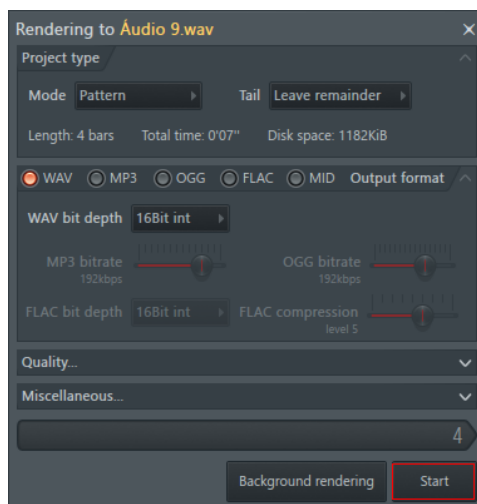 Rendering to Áudio 9.wav
Project type
Mode Pattern Tail Leave remainder
Length: 4 bars Total time: 0'07" Disk space: 1182KiB
WAV MP3 OGG FLAC MID Output format
WAV bit depth 16Bit int
MP3 bitrate OGG bitrate
192kbps 192kbps
FLAC bit depth 16Bit int FLAC compression
level 5
Quality...
Miscellaneous...
4
Background rendering Start